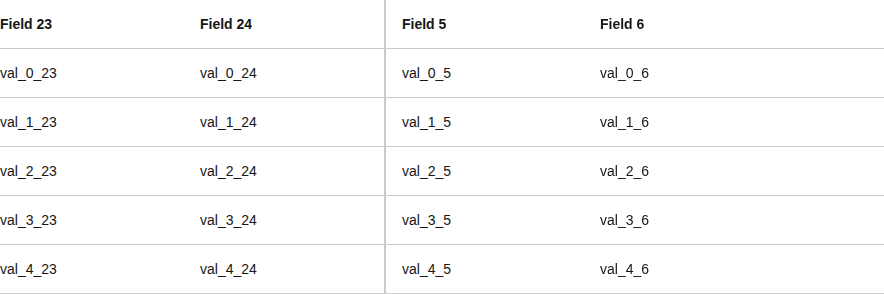 Field 23 Field 24 Field 5 Field 6
val_0_23 val_0_24 val_0_5 val_0_6
val_1_23 val_1_24 val_1_5 val_1_6
val_2_23 val_2_24 val_2_5 val_2_6
val_3_23 val_3_24 val_3_5 val_3_6
val_4_23 val_4_24 val_4_5 val_4_6